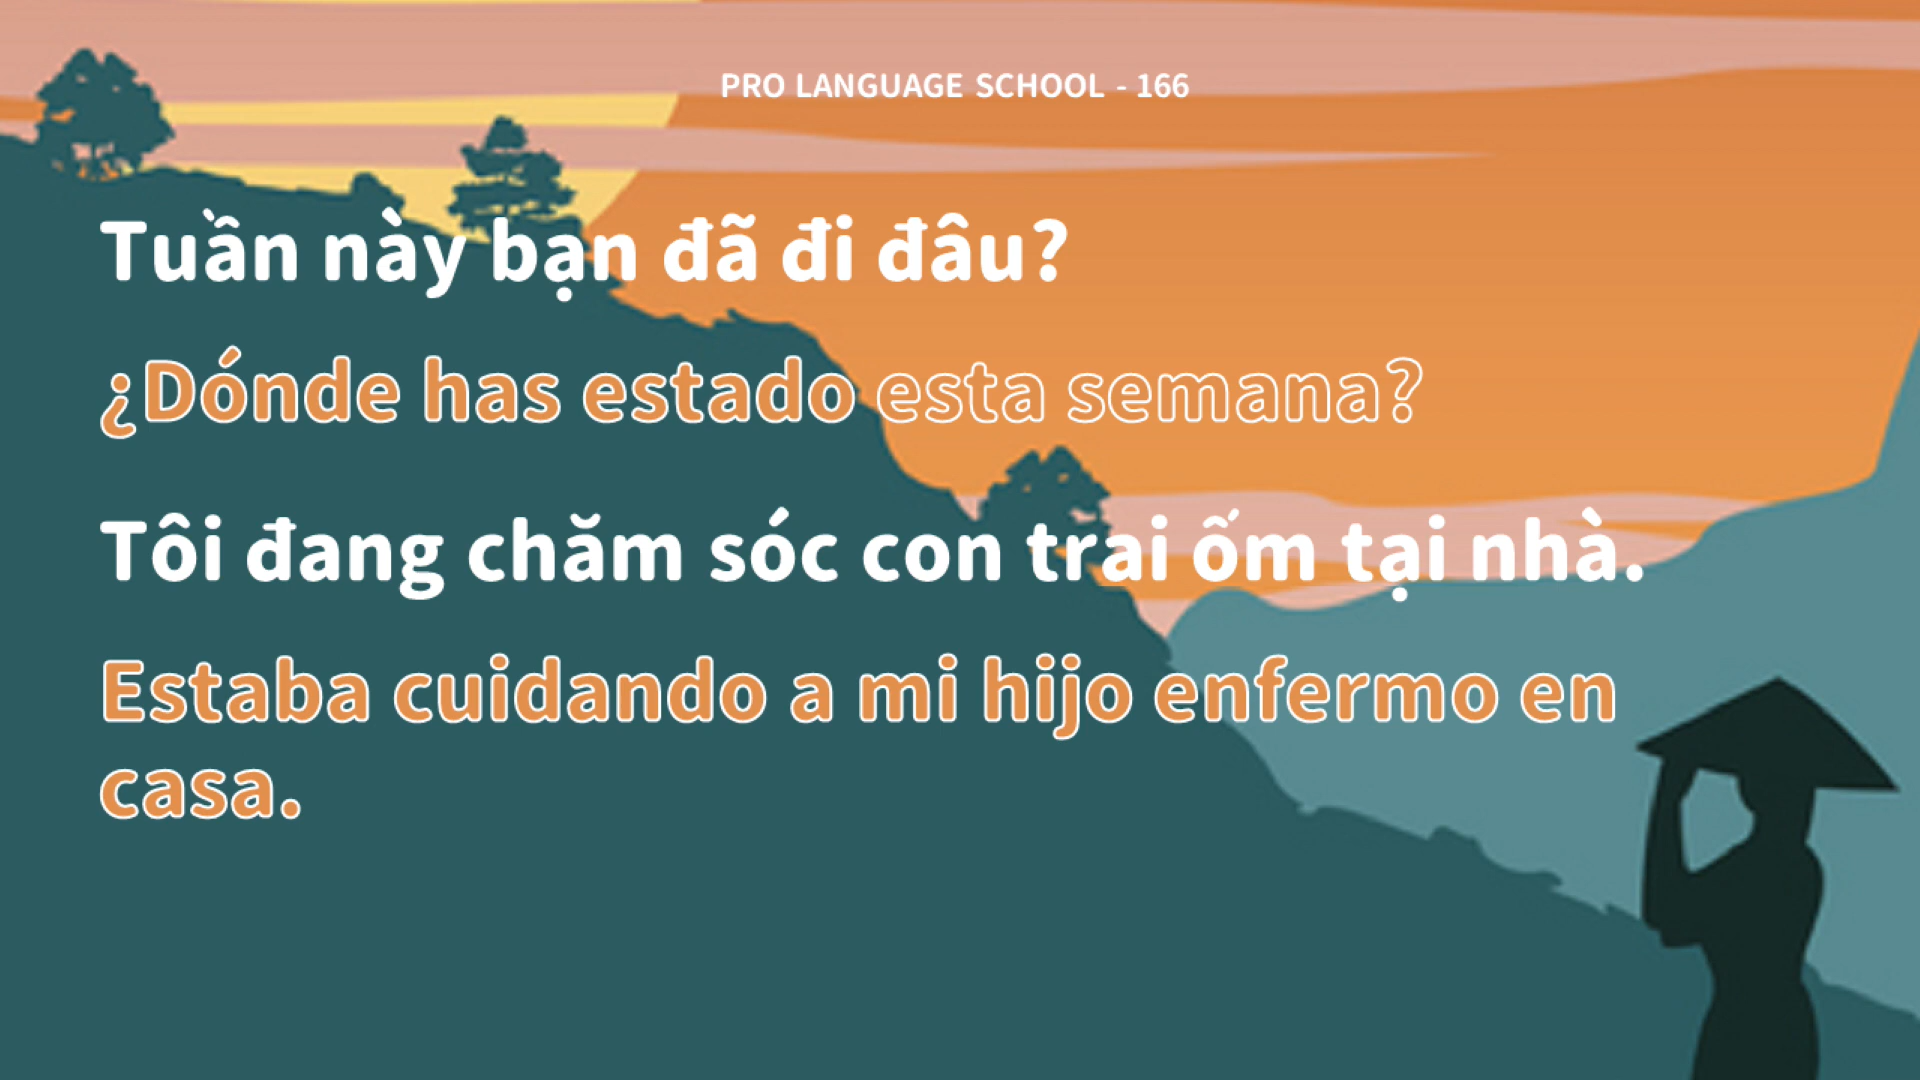 PRO LANGUAGE SCHOOL - 166
Tuần này bạn đã đi đâu?
¿Dónde has estado esta semana?
Tôi đang chăm sóc con trai ốm tại nhà.
Estaba cuidando a mi hijo enfermo en
casa.